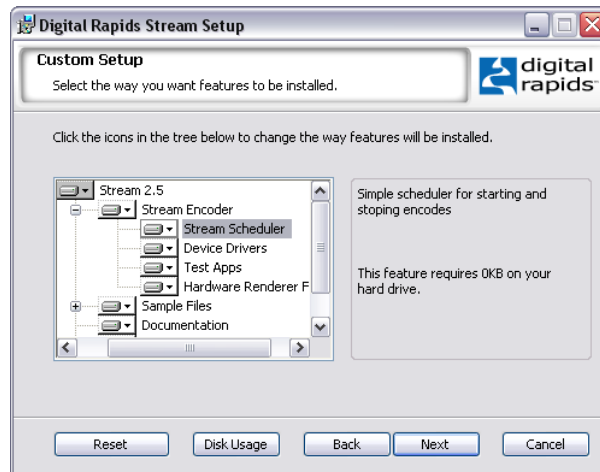 Digital Rapids Stream Setup
Custom Setup
Select the way you want features to be installed.
digital
rapids
Click the icons in the tree below to change the way features will be installed.
Stream 2.5
Stream Encoder
Stream Scheduler
Device Drivers
Test Apps
Hardware Renderer F
Sample Files
Documentation
Simple scheduler for starting and
stoping encodes
This feature requires 0KB on your
hard drive.
Reset
Disk Usage
Back
Next
Cancel